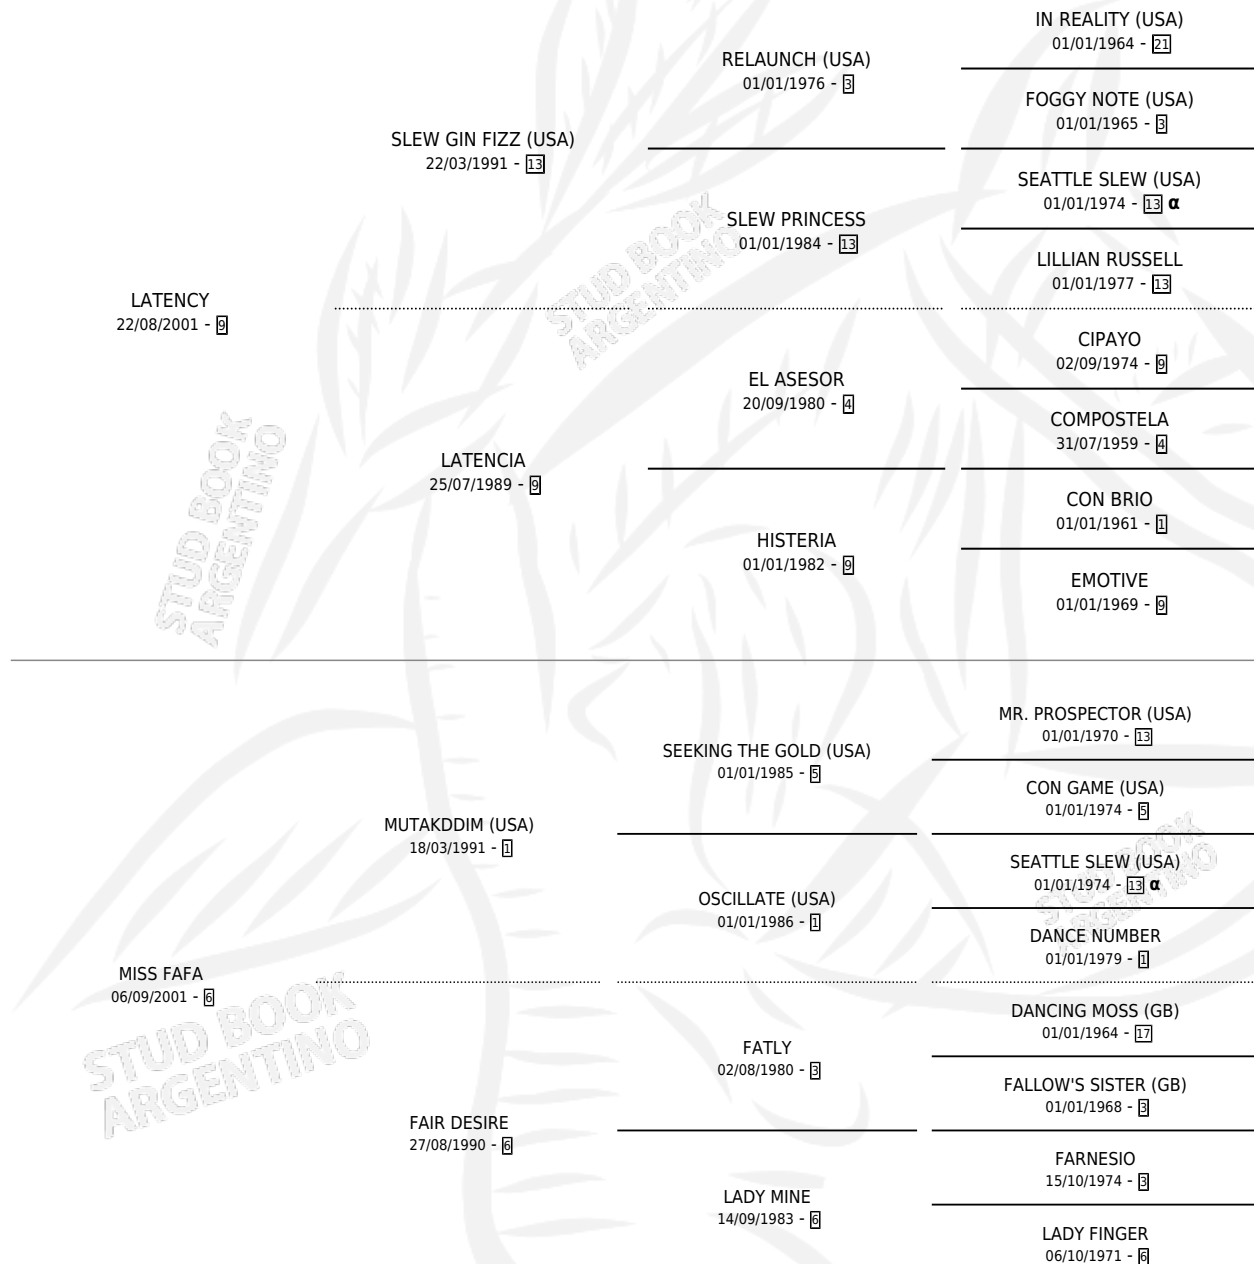 IN REALITY (USA)
01/01/1964 - 21
RELAUNCH (USA)
01/01/1976 - 3
FOGGY NOTE (USA)
01/01/1965 - 3
SLEW GIN FIZZ (USA)
22/03/1991 - 13
SEATTLE SLEW (USA)
01/01/1974 - 13 α
SLEW PRINCESS
01/01/1984 - 13
LILLIAN RUSSELL
01/01/1977 - 13
LATENCY
22/08/2001 - 9
CIPAYO
02/09/1974 - 9
EL ASESOR
20/09/1980 - 4
COMPOSTELA
31/07/1959 - 4
LATENCIA
25/07/1989 - 9
CON BRIO
01/01/1961 - 1
HISTERIA
01/01/1982 - 9
EMOTIVE
01/01/1969 - 9
MR. PROSPECTOR (USA)
01/01/1970 - 13
SEEKING THE GOLD (USA)
01/01/1985 - 5
CON GAME (USA)
01/01/1974 - 5
MUTAKDDIM (USA)
18/03/1991 - 1
SEATTLE SLEW (USA)
01/01/1974 - 13 α
OSCILLATE (USA)
01/01/1986 - 1
DANCE NUMBER
01/01/1979 - 1
MISS FAFA
06/09/2001 - 6
DANCING MOSS (GB)
01/01/1964 - 17
FATLY
02/08/1980 - 3
FALLOW'S SISTER (GB)
01/01/1968 - 3
FAIR DESIRE
27/08/1990 - 6
FARNESIO
15/10/1974 - 3
LADY MINE
14/09/1983 - 6
LADY FINGER
06/10/1971 - 6
STUD BOOK
ARGENTINO
STUD BOOK
ARGENTINO
STUD BOOK
ARGENTINO
STUD BOOK
ARGENTINO